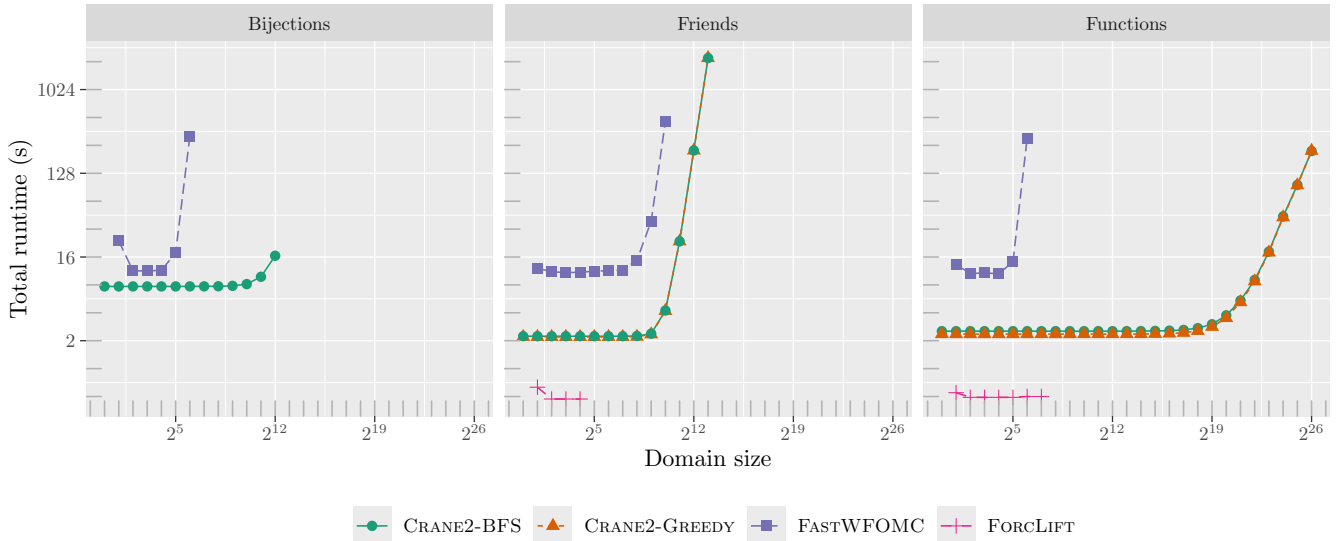 Bijections
Friends
Functions
Total runtime (s)
1024
128
16
2
2^5 2^12 2^19 2^26
2^5 2^12 2^19 2^26
2^5 2^12 2^19 2^26
Domain size
CRANE2-BFS CRANE2-GREEDY FASTWFOMC FORCLIFT